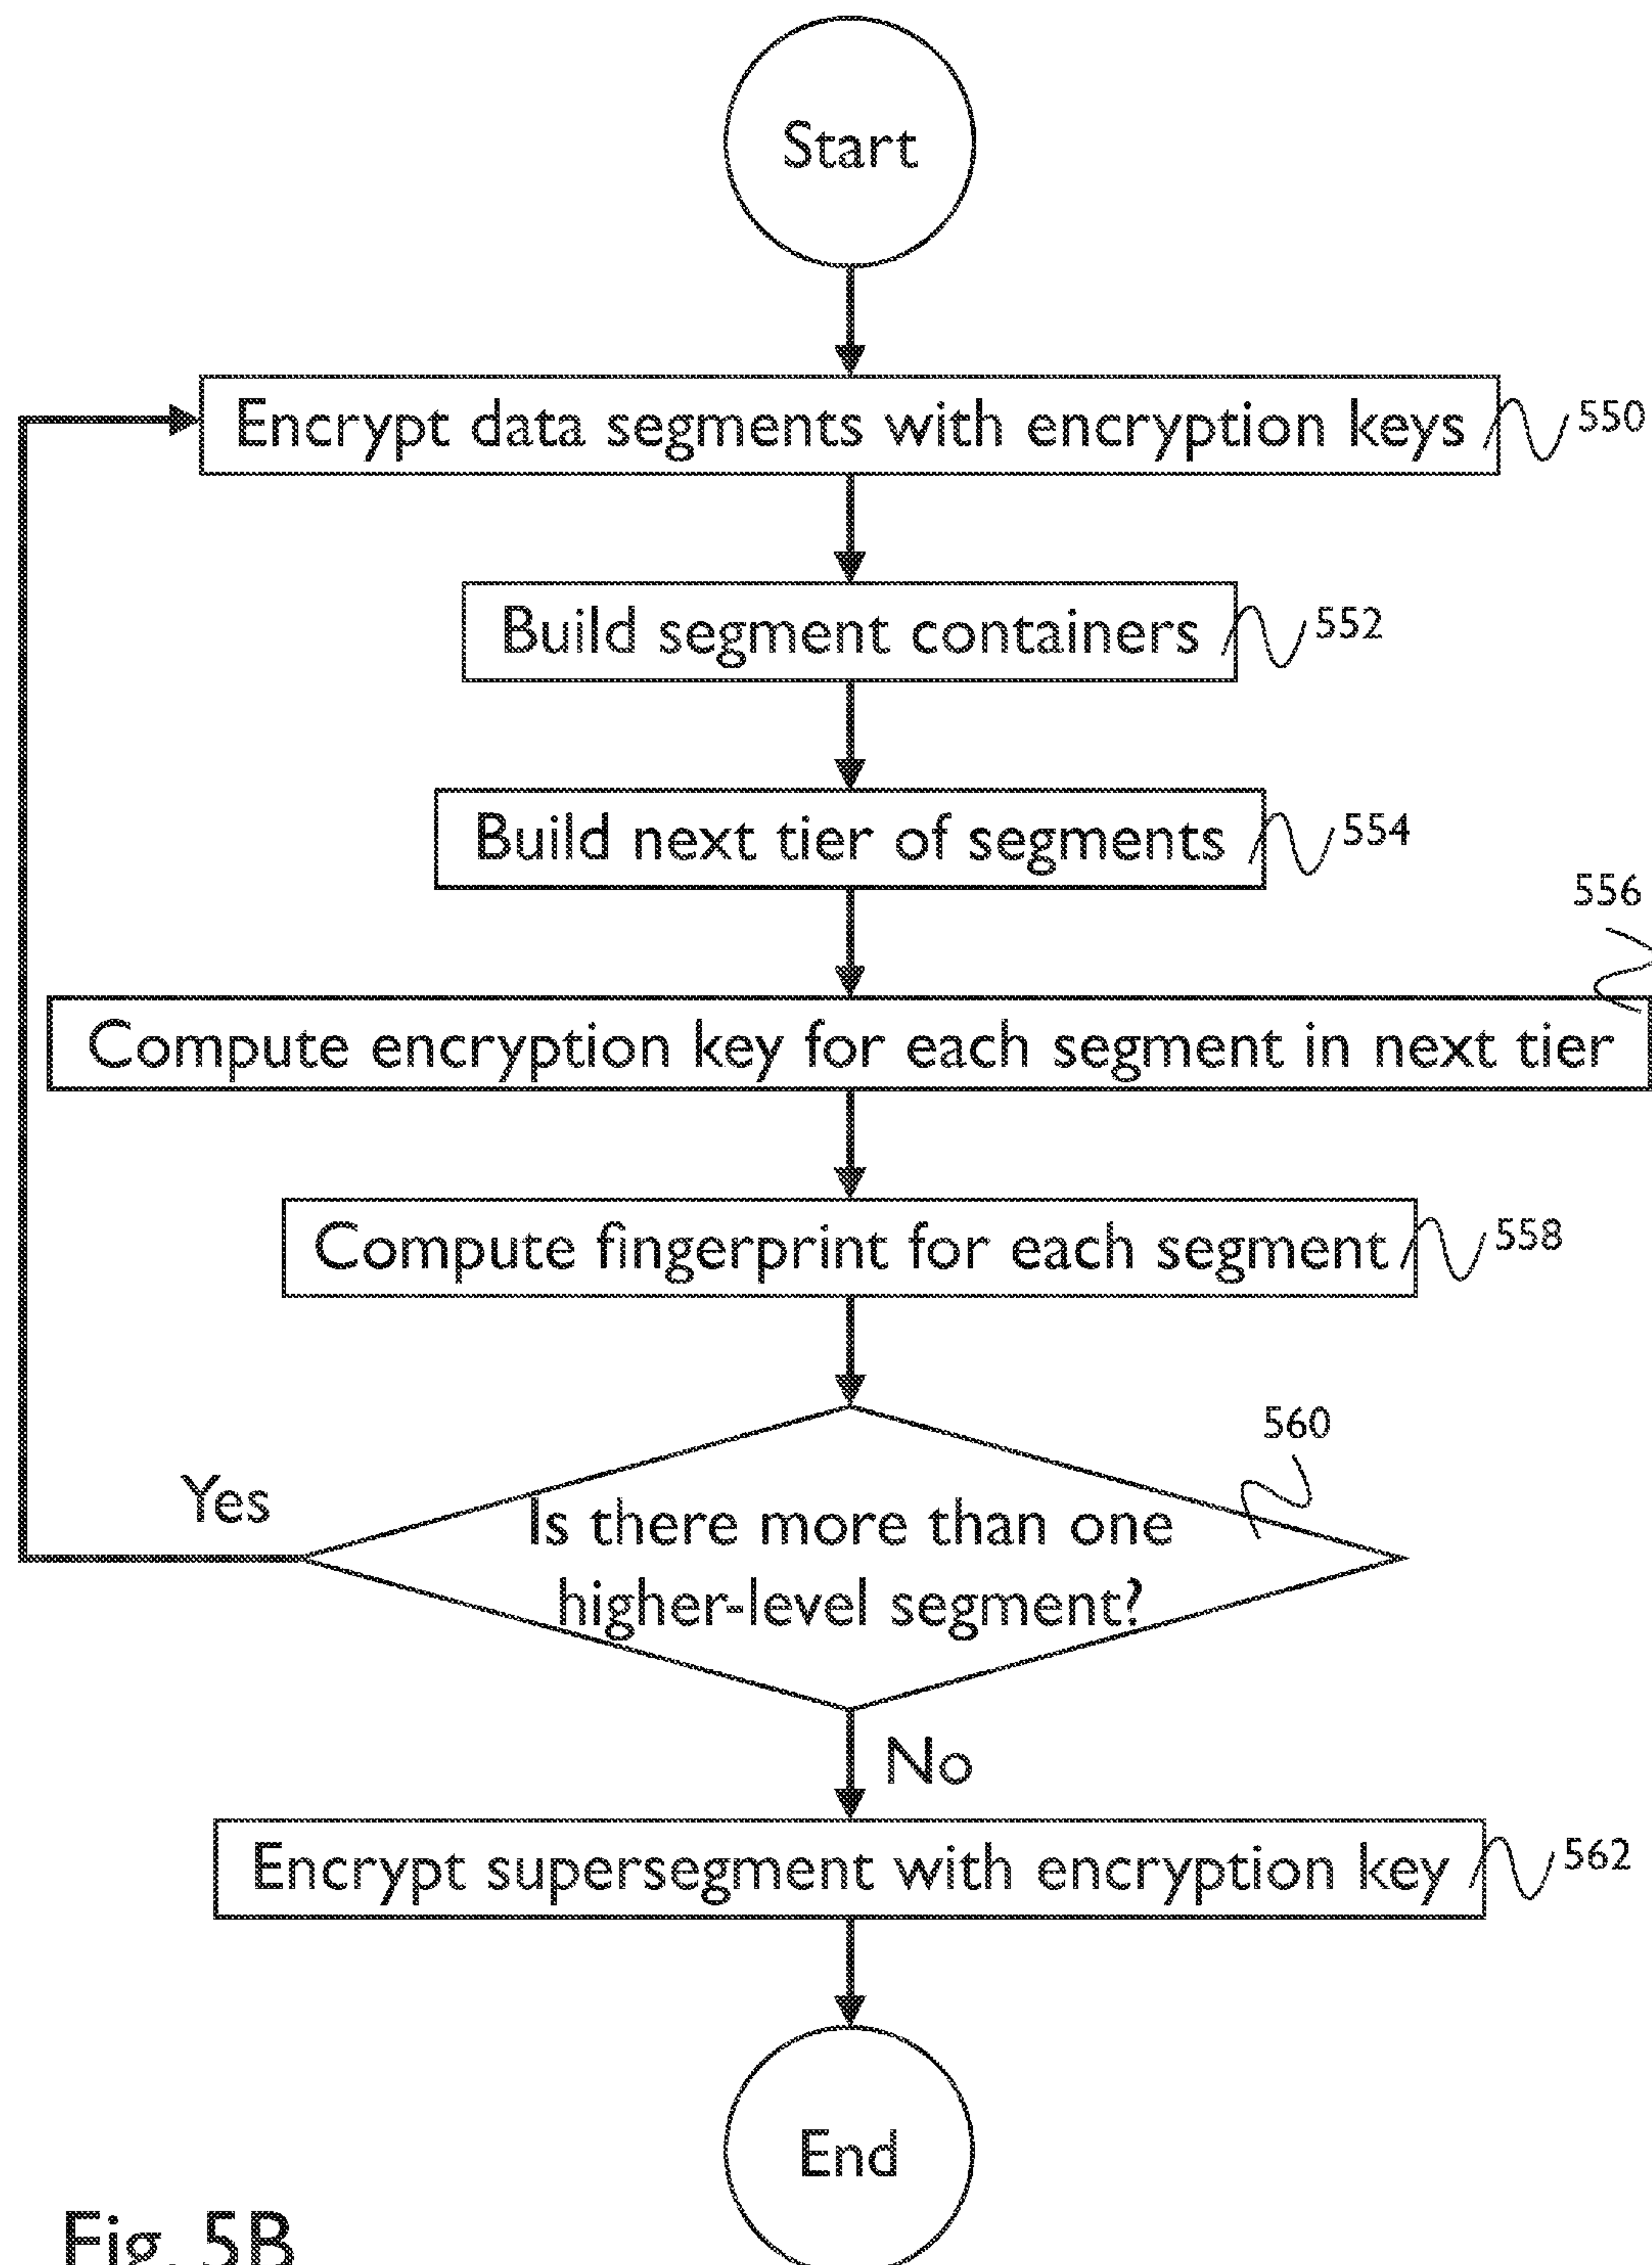 Start
Encrypt data segments with encryption keys
550
Build segment containers
552
Build next tier of segments
554
556
Compute encryption key for each segment in next tier
Compute fingerprint for each segment
558
560
Yes
Is there more than one
higher-level segment?
No
Encrypt supersegment with encryption key
562
End
Fig. 5B